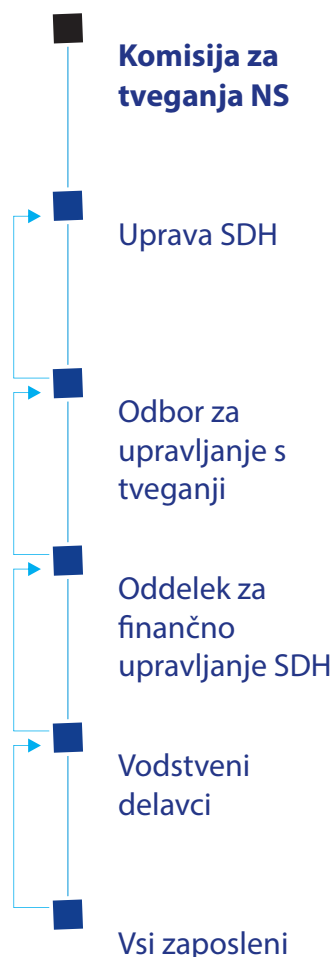 Komisija za
tveganja NS
Uprava SDH
Odbor za
upravljanje s
tveganji
Oddelek za
finančno
upravljanje SDH
Vodstveni
delavci
Vsi zaposleni